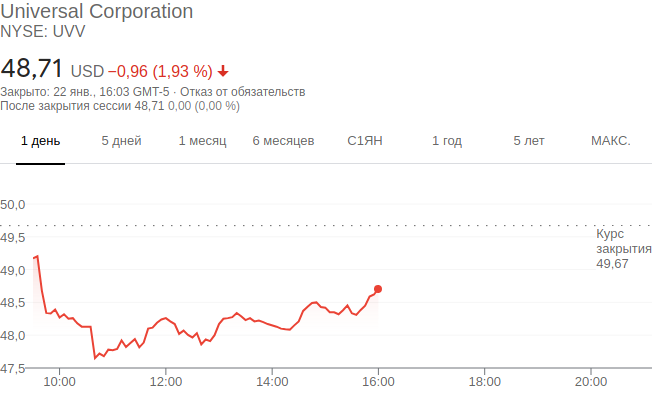 Universal Corporation
NYSE: UVV
48,71 USD −0,96 (1,93 %)
Закрыто: 22 янв., 16:03 GMT-5 · Отказ от обязательств
После закрытия сессии 48,71 0,00 (0,00 %)
1 день 5 дней 1 месяц 6 месяцев С1ЯН 1 год 5 лет МАКС.
50,0
49,5
49,0
48,5
48,0
47,5
Курс
закрытия
49,67
10:00 12:00 14:00 16:00 18:00 20:00